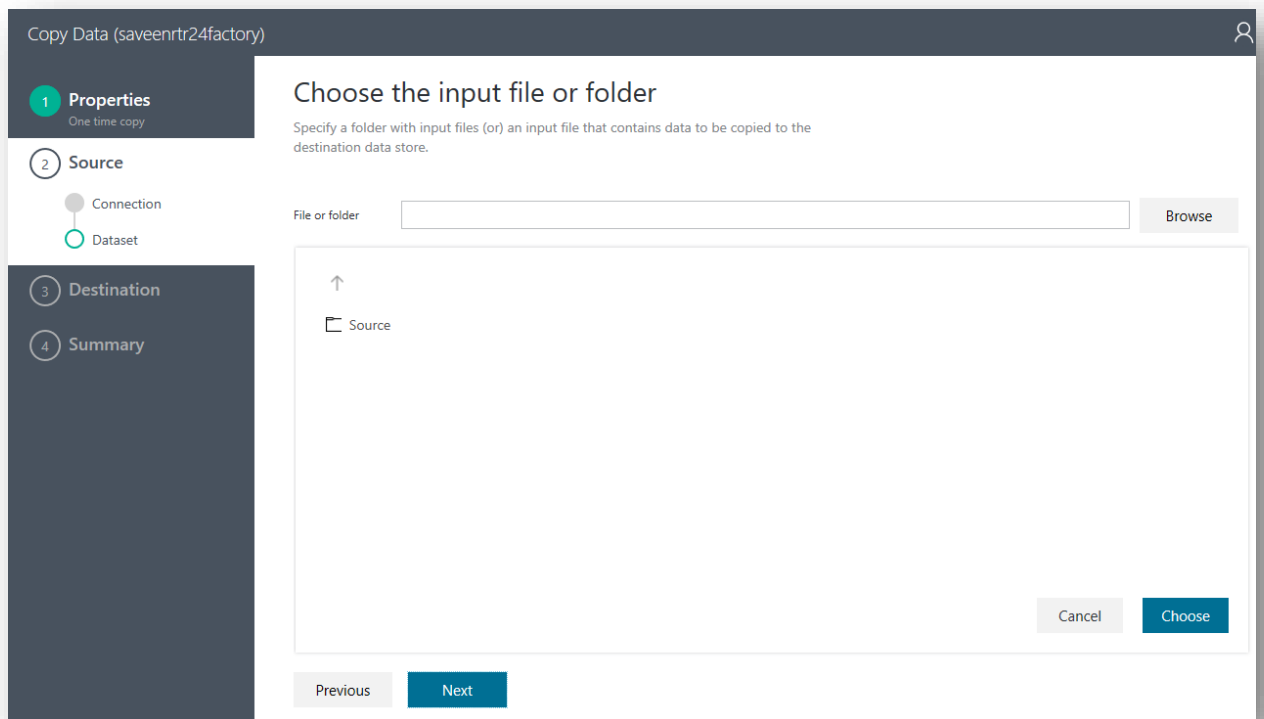 Copy Data (saveenrtr24factory)
1
Properties
One time copy
2
Source
Connection
Dataset
3
Destination
4
Summary
Choose the input file or folder
Specify a folder with input files (or) an input file that contains data to be copied to the
destination data store.
File or folder
Browse
Source
Cancel
Choose
Previous
Next